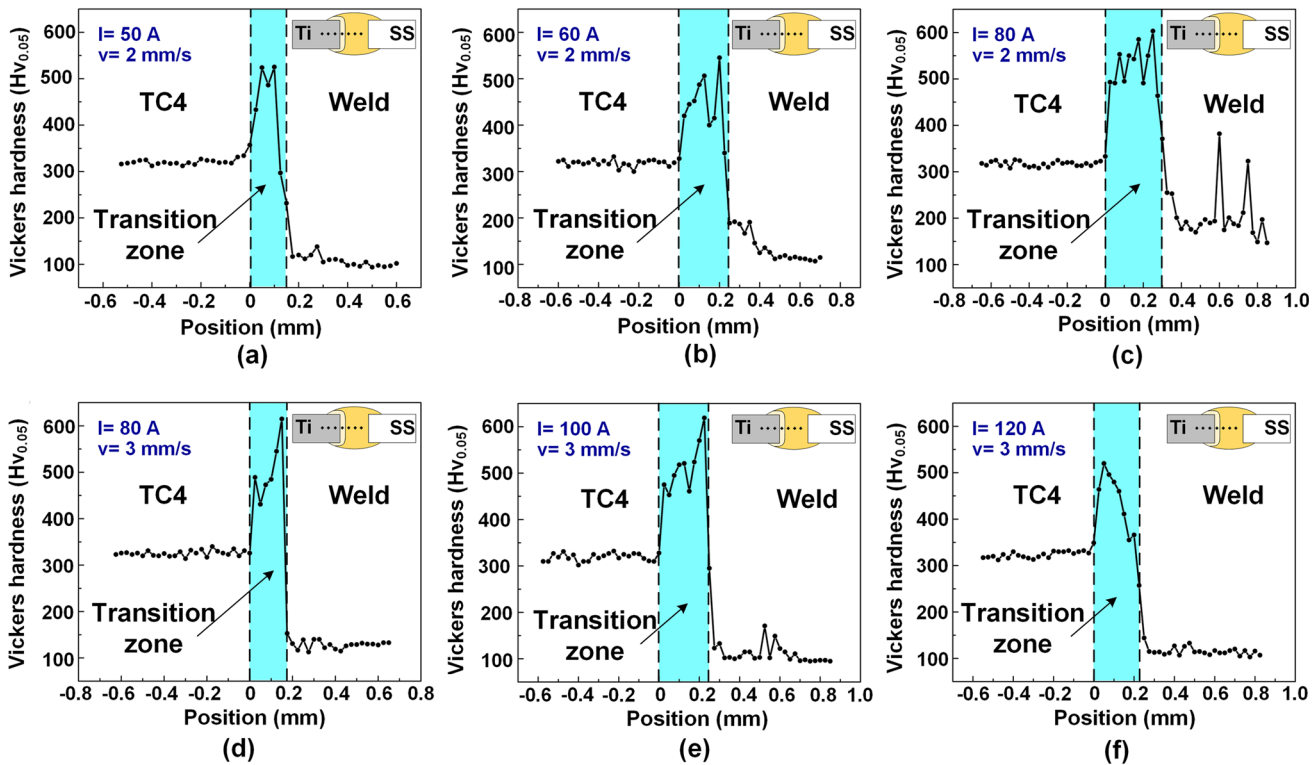 Vickers hardness (Hv0.05)
600
500
400
300
200
100
I= 50 A
v= 2 mm/s
Ti
SS
TC4
Weld
Transition
zone
-0.6 -0.4 -0.2 0 0.2 0.4 0.6
Position (mm)
(a)
Vickers hardness (Hv0.05)
600
500
400
300
200
100
I= 60 A
v= 2 mm/s
Ti
SS
TC4
Weld
Transition
zone
-0.8 -0.6 -0.4 -0.2 0 0.2 0.4 0.6 0.8
Position (mm)
(b)
Vickers hardness (Hv0.05)
600
500
400
300
200
100
I= 80 A
v= 2 mm/s
Ti
SS
TC4
Weld
Transition
zone
-0.8 -0.6 -0.4 -0.2 0 0.2 0.4 0.6 0.8 1.0
Position (mm)
(c)
Vickers hardness (Hv0.05)
600
500
400
300
200
100
I= 80 A
v= 3 mm/s
Ti
SS
TC4
Weld
Transition
zone
-0.8 -0.6 -0.4 -0.2 0 0.2 0.4 0.6 0.8
Position (mm)
(d)
Vickers hardness (Hv0.05)
600
500
400
300
200
100
I= 100 A
v= 3 mm/s
Ti
SS
TC4
Weld
Transition
zone
-0.6 -0.4 -0.2 0 0.2 0.4 0.6 0.8 1.0
Position (mm)
(e)
Vickers hardness (Hv0.05)
600
500
400
300
200
100
I= 120 A
v= 3 mm/s
Ti
SS
TC4
Weld
Transition
zone
-0.6 -0.4 -0.2 0 0.2 0.4 0.6 0.8 1.0
Position (mm)
(f)